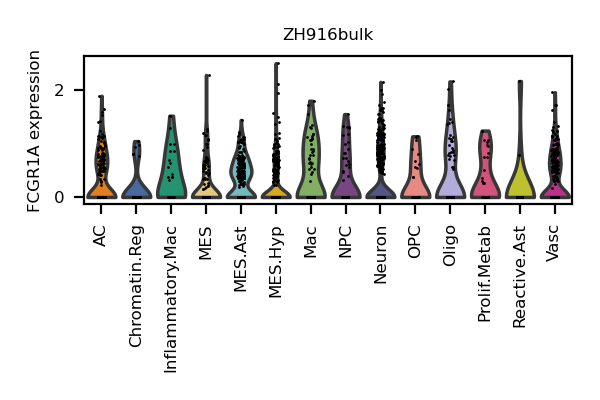 ZH916bulk
FCGR1A expression
2
0
AC
Chromatin.Reg
Inflammatory.Mac
MES
MES.Ast
MES.Hyp
Mac
NPC
Neuron
OPC
Oligo
Prolif.Metab
Reactive.Ast
Vasc